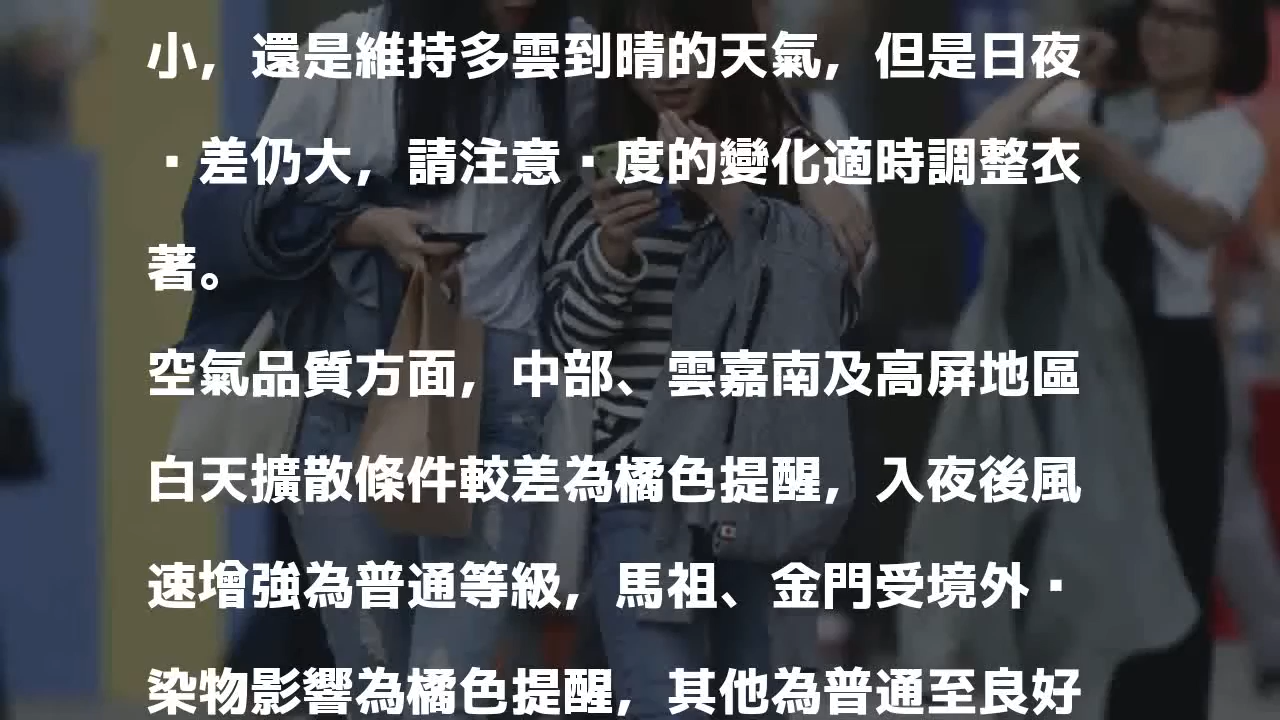 小，還是維持多雲到晴的天氣，但是日夜
·差仍大，請注意·度的變化適時調整衣
著。
空氣品質方面，中部、雲嘉南及高屏地區
白天擴散條件較差為橘色提醒，入夜後風
速增強為普通等級，馬祖、金門受境外·
染物影響為橘色提醒，其他為普通至良好